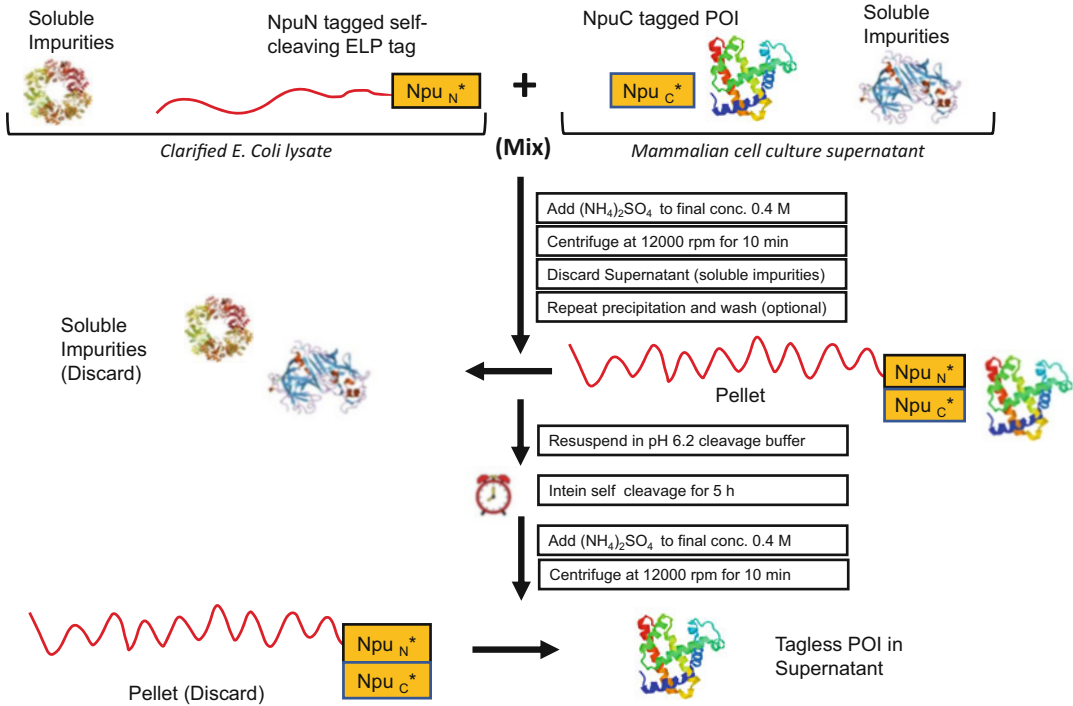 Soluble
Impurities
NpuN tagged self-
cleaving ELP tag
NpuC tagged POI
Soluble
Impurities
Npu N*
+
Npu C*
Clarified E. Coli lysate
(Mix)
Mammalian cell culture supernatant
Add (NH₄)₂SO₄ to final conc. 0.4 M
Centrifuge at 12000 rpm for 10 min
Discard Supernatant (soluble impurities)
Repeat precipitation and wash (optional)
Soluble
Impurities
(Discard)
Npu N*
Npu C*
Pellet
Resuspend in pH 6.2 cleavage buffer
Intein self cleavage for 5 h
Add (NH₄)₂SO₄ to final conc. 0.4 M
Centrifuge at 12000 rpm for 10 min
Npu N*
Npu C*
Pellet (Discard)
Tagless POI in
Supernatant